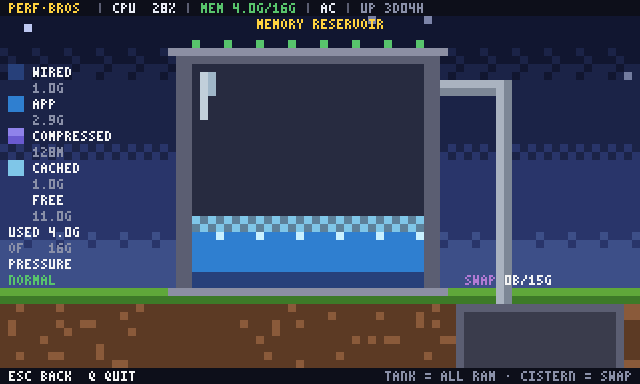 PERF·BROS | CPU 28% | MEM 4.0G/16G | AC | UP 3D04H
MEMORY RESERVOIR
WIRED
1.0G
APP
2.9G
COMPRESSED
128M
CACHED
1.0G
FREE
11.0G
USED 4.0G
OF 16G
PRESSURE
NORMAL
SWAP 0B/15G
ESC BACK Q QUIT
TANK = ALL RAM · CISTERN = SWAP